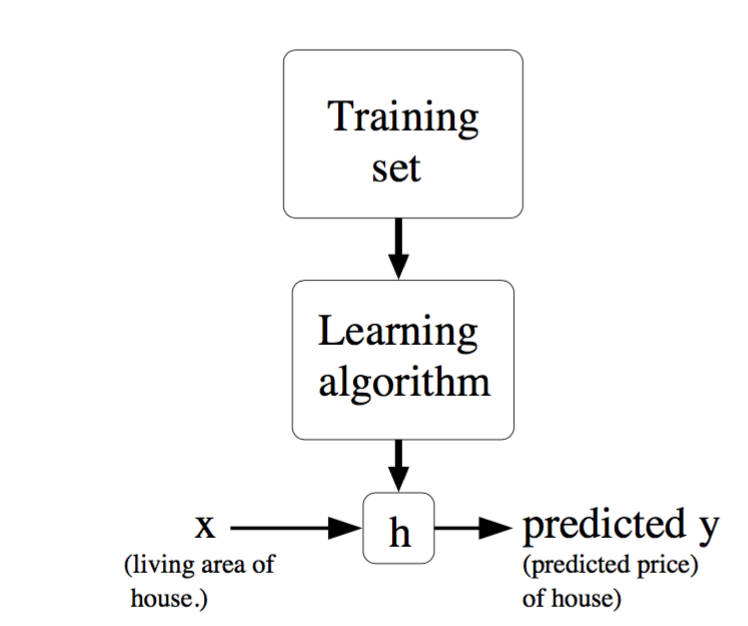 Training
set
Learning
algorithm
x
h
predicted y
(living area of
house.)
(predicted price)
of house)